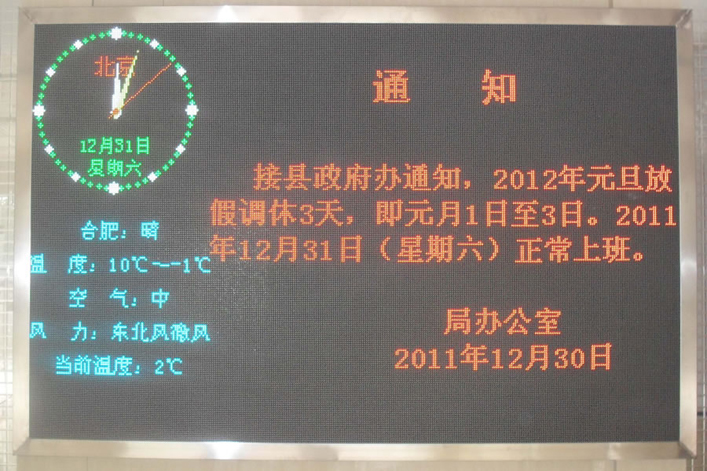 北京
12月31日
星期六
合肥：晴
温 度：10℃~-1℃
空 气：中
风 力：东北风微风
当前温度：2℃
通 知
接县政府办通知，2012年元旦放
假调休3天，即元月1日至3日。2011
年12月31日（星期六）正常上班。
局办公室
2011年12月30日